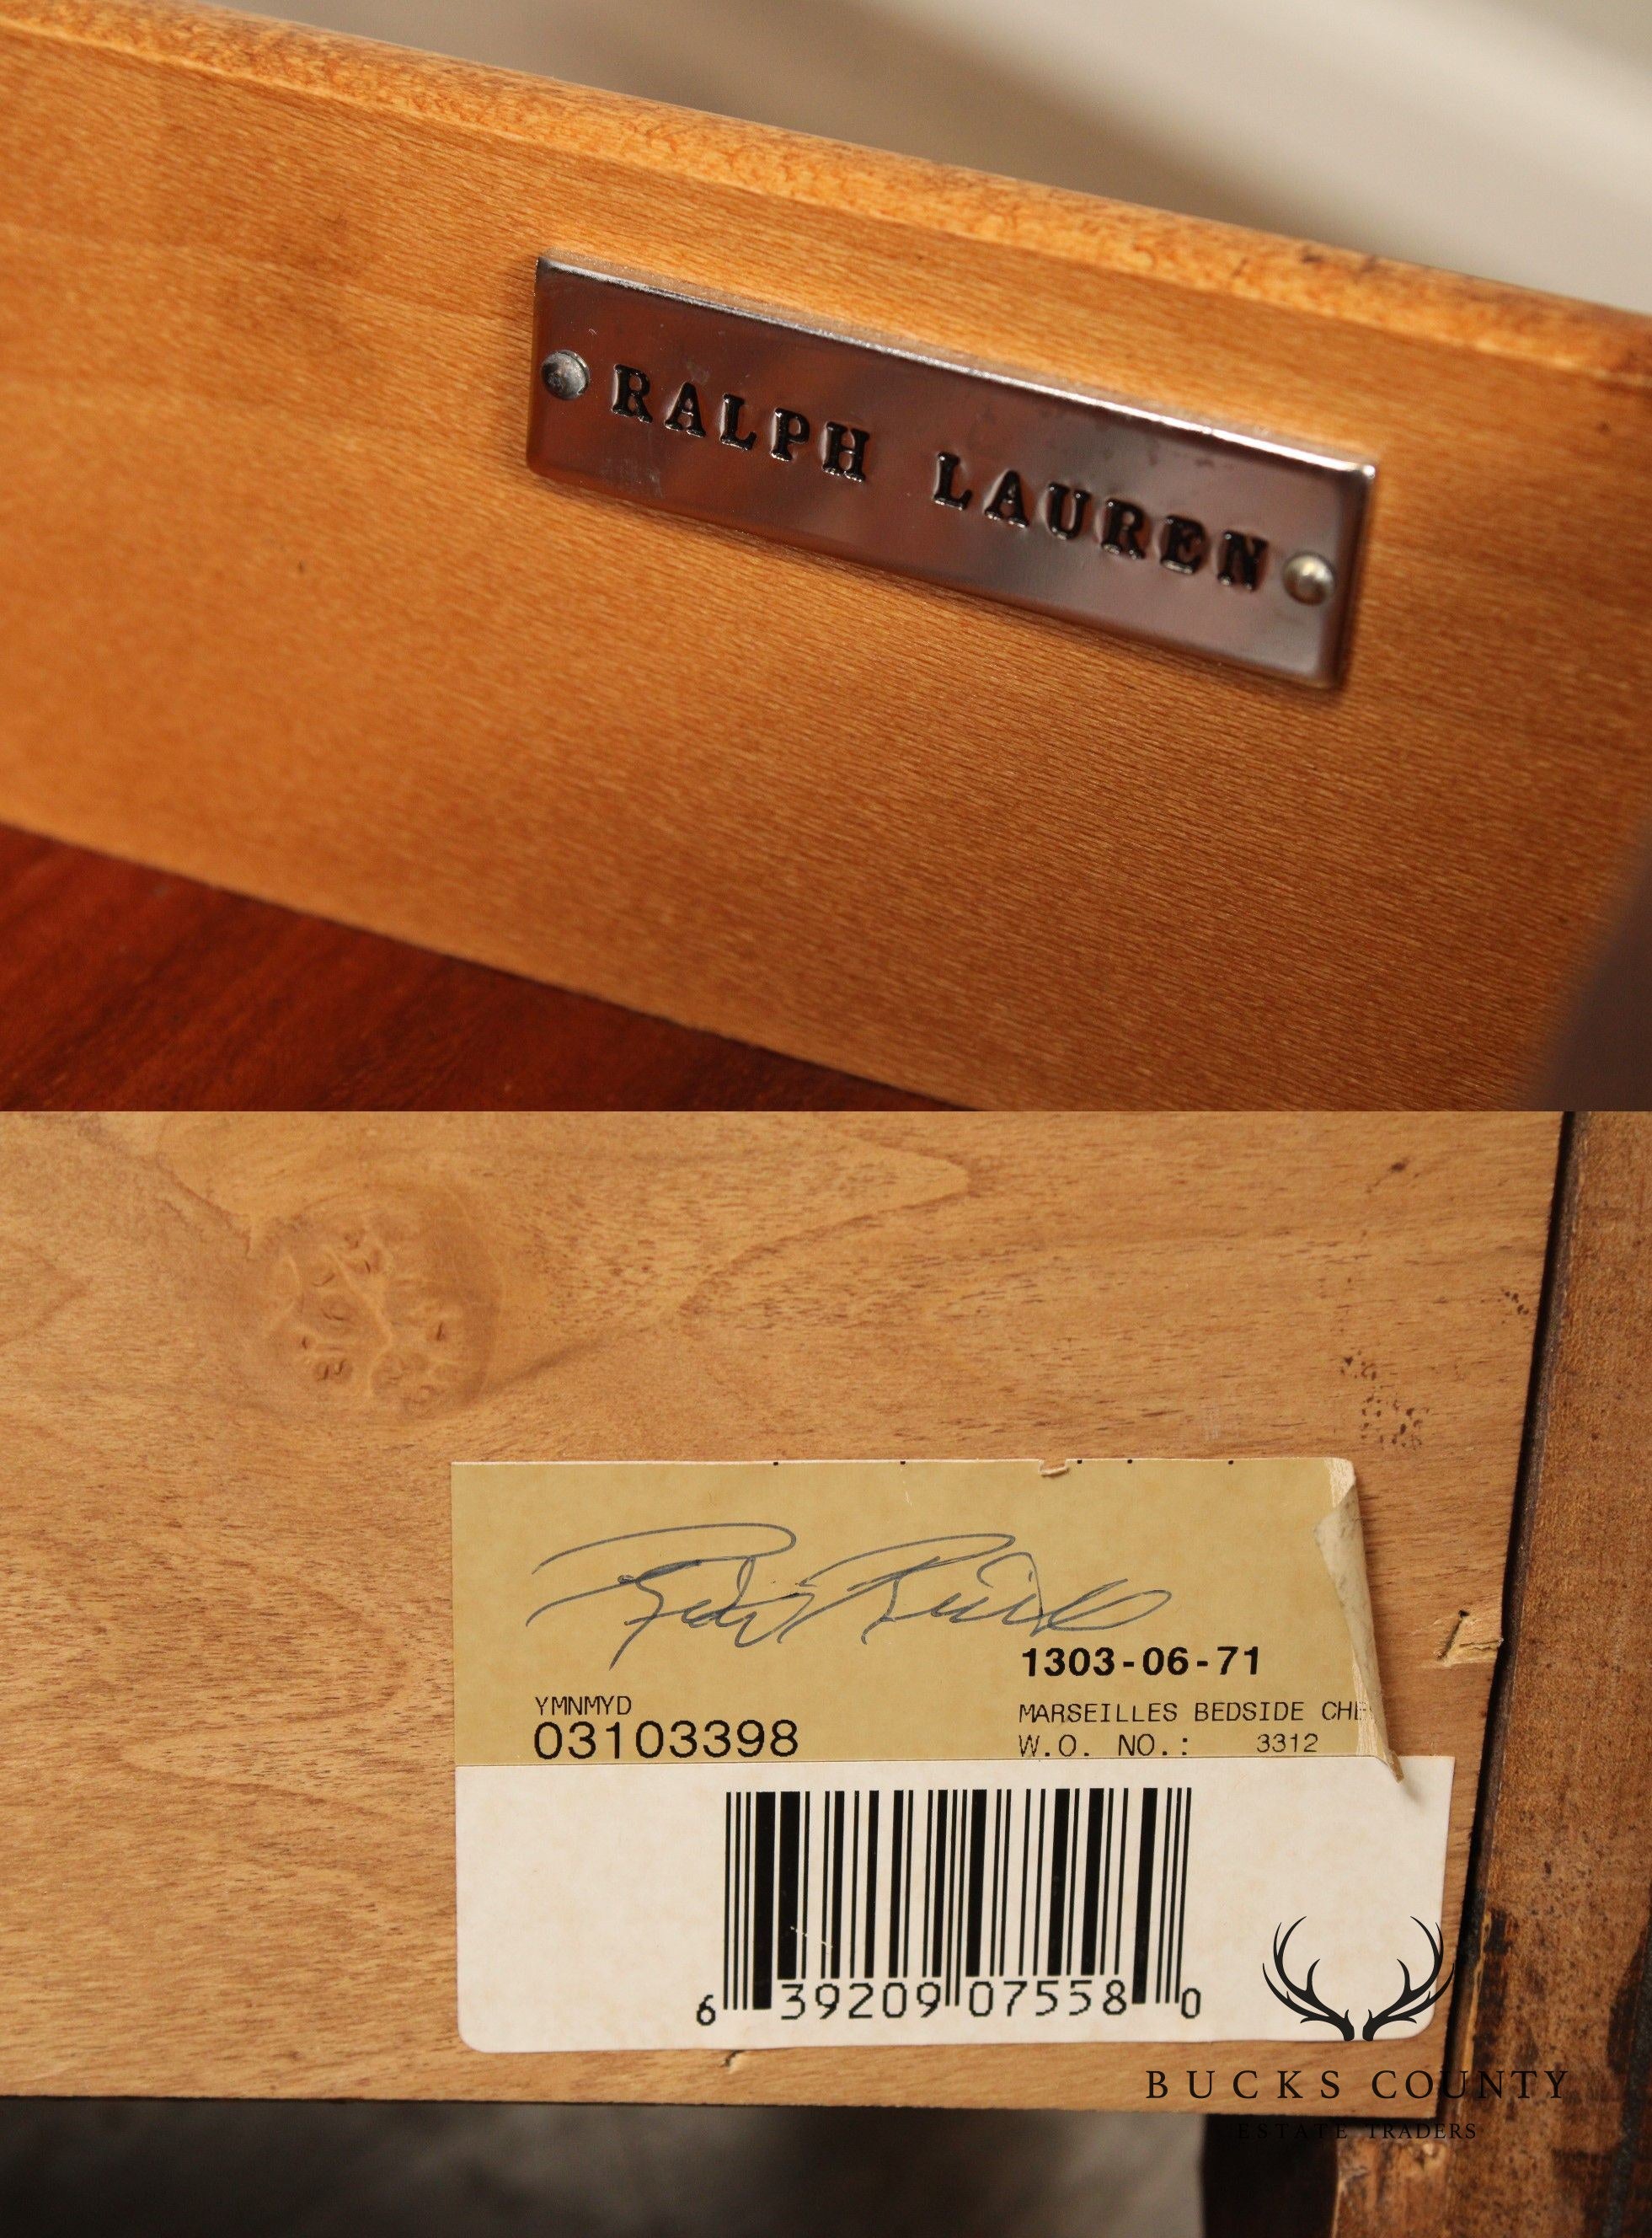 RALPH LAUREN
1303-06-71
YMNMYD
MARSEILLES BEDSIDE CHE
03103398
W.O. NO.: 3312
6 39209 07558 0
BUCKS COUNTY
ESTATE TRADERS